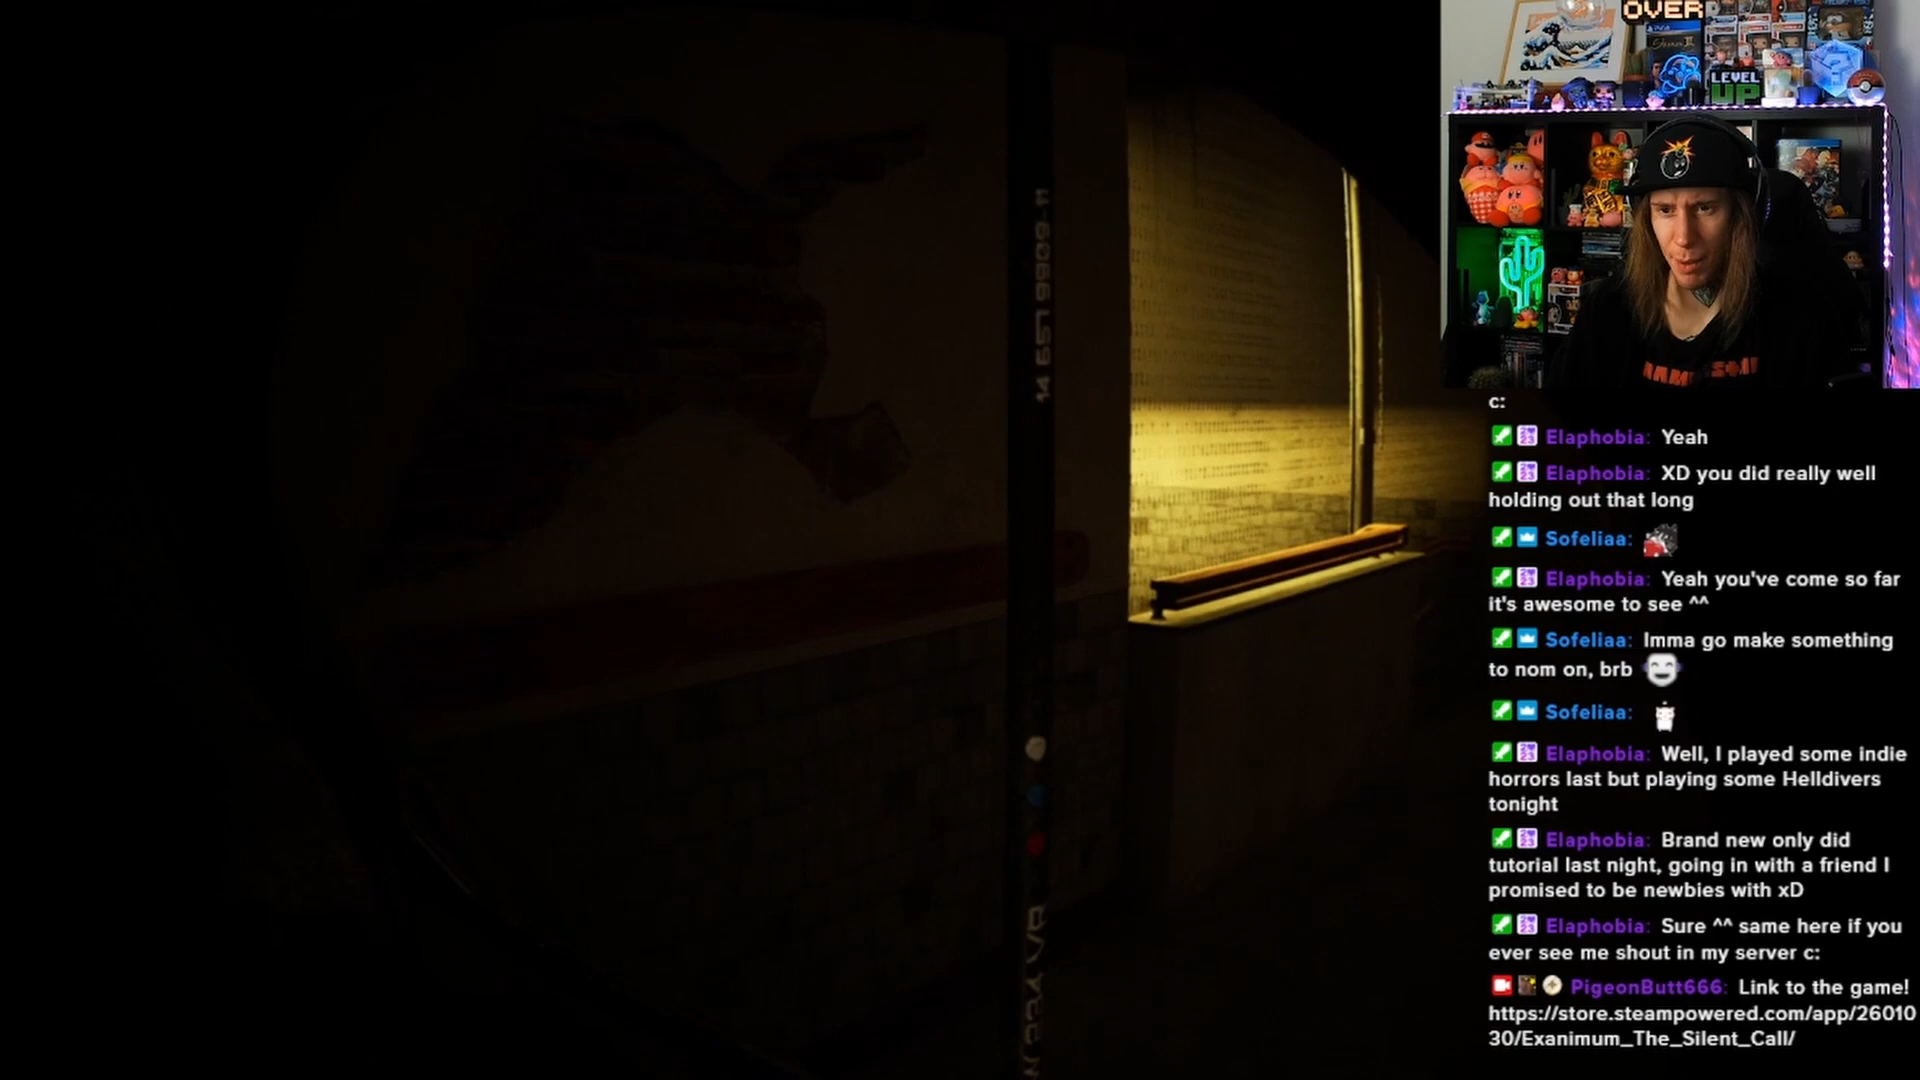 OVER
LEVEL
UP
14 657 9909-11
c:
Elaphobia: Yeah
Elaphobia: XD you did really well
holding out that long
Sofeliaa:
Elaphobia: Yeah you've come so far
it's awesome to see ^^
Sofeliaa: Imma go make something
to nom on, brb
Sofeliaa:
Elaphobia: Well, I played some indie
horrors last but playing some Helldivers
tonight
Elaphobia: Brand new only did
tutorial last night, going in with a friend I
promised to be newbies with xD
Elaphobia: Sure ^^ same here if you
ever see me shout in my server c:
PigeonButt666: Link to the game!
https://store.steampowered.com/app/26010
30/Exanimum_The_Silent_Call/